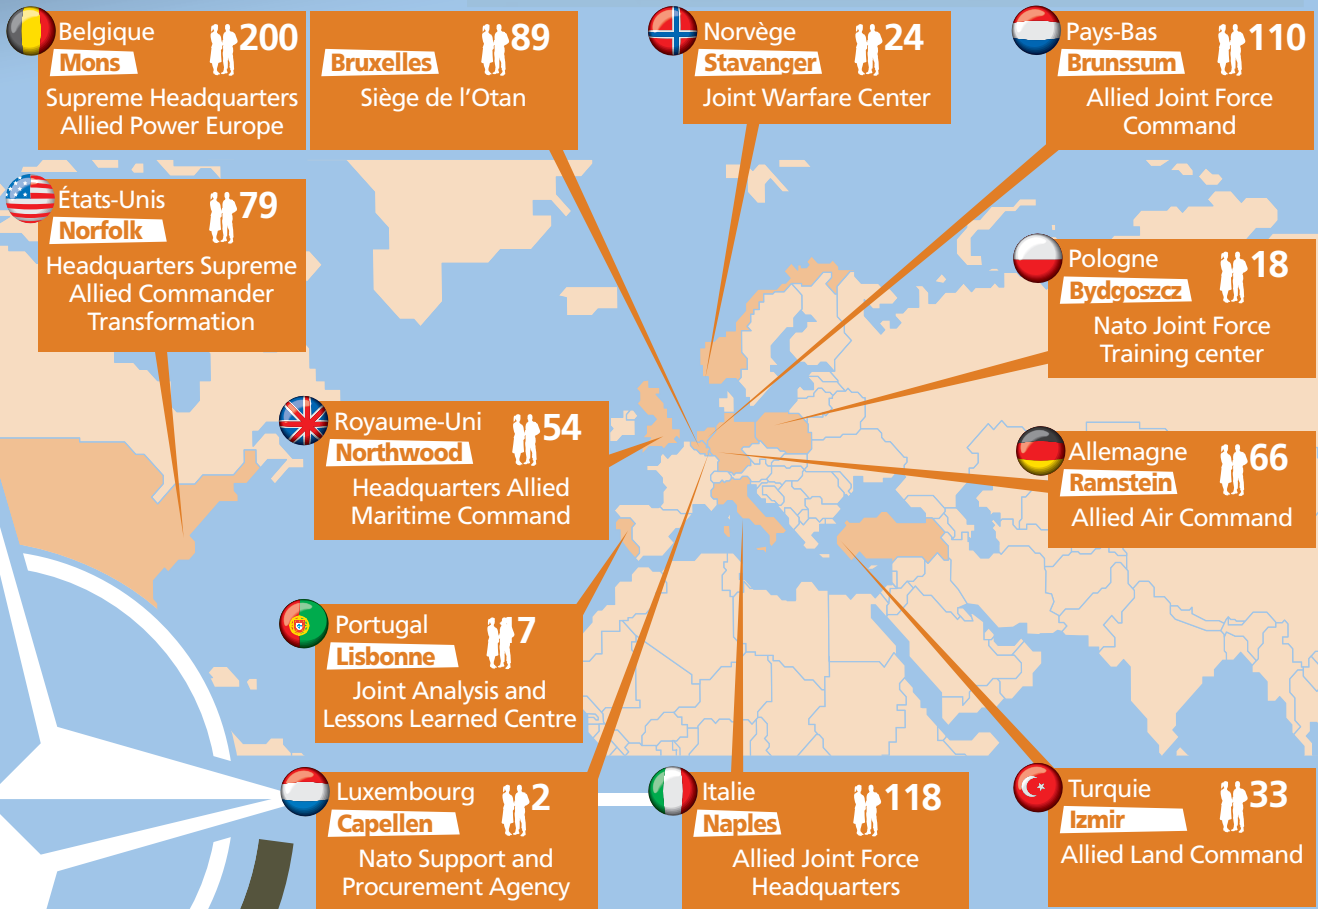 Belgique
200
Mons
Supreme Headquarters
Allied Power Europe
89
Bruxelles
Siège de l'Otan
Norvège
24
Stavanger
Joint Warfare Center
Pays-Bas
110
Brunssum
Allied Joint Force
Command
États-Unis
79
Norfolk
Headquarters Supreme
Allied Commander
Transformation
Pologne
18
Bydgoszcz
Nato Joint Force
Training center
Royaume-Uni
54
Northwood
Headquarters Allied
Maritime Command
Allemagne
66
Ramstein
Allied Air Command
Portugal
7
Lisbonne
Joint Analysis and
Lessons Learned Centre
Luxembourg
2
Capellen
Nato Support and
Procurement Agency
Italie
118
Naples
Allied Joint Force
Headquarters
Turquie
33
Izmir
Allied Land Command